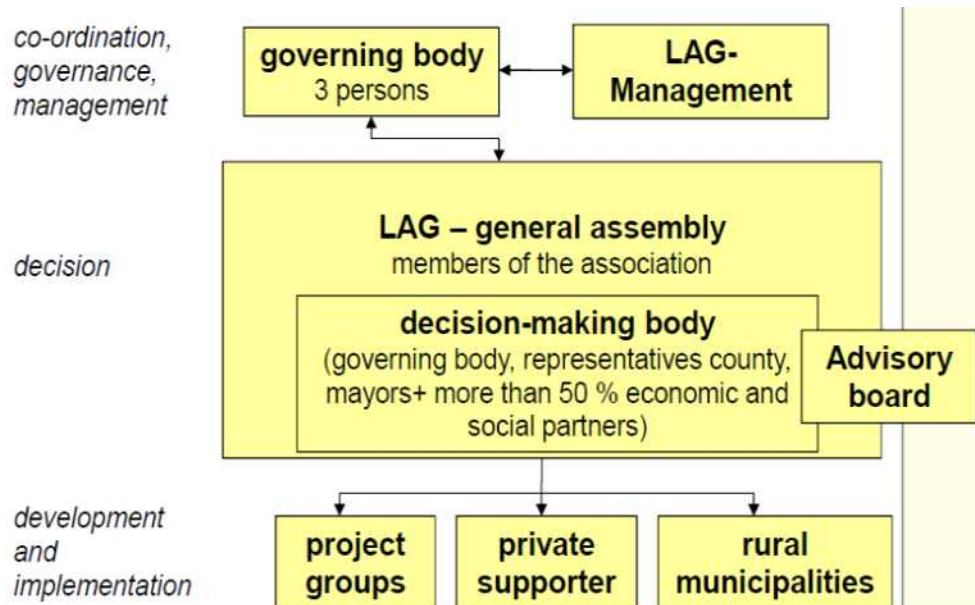 co-ordination,
governance,
management
governing body
3 persons
LAG-
Management
decision
LAG – general assembly
members of the association
decision-making body
(governing body, representatives county,
mayors+ more than 50 % economic and
social partners)
Advisory
board
development
and
implementation
project
groups
private
supporter
rural
municipalities